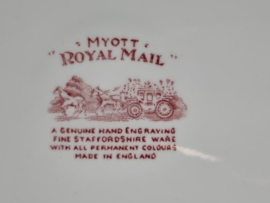 " MYOTT
"ROYAL MAIL"
A GENUINE HAND ENGRAVING
FINE STAFFORDSHIRE WARE
WITH ALL PERMANENT COLOURS
MADE IN ENGLAND